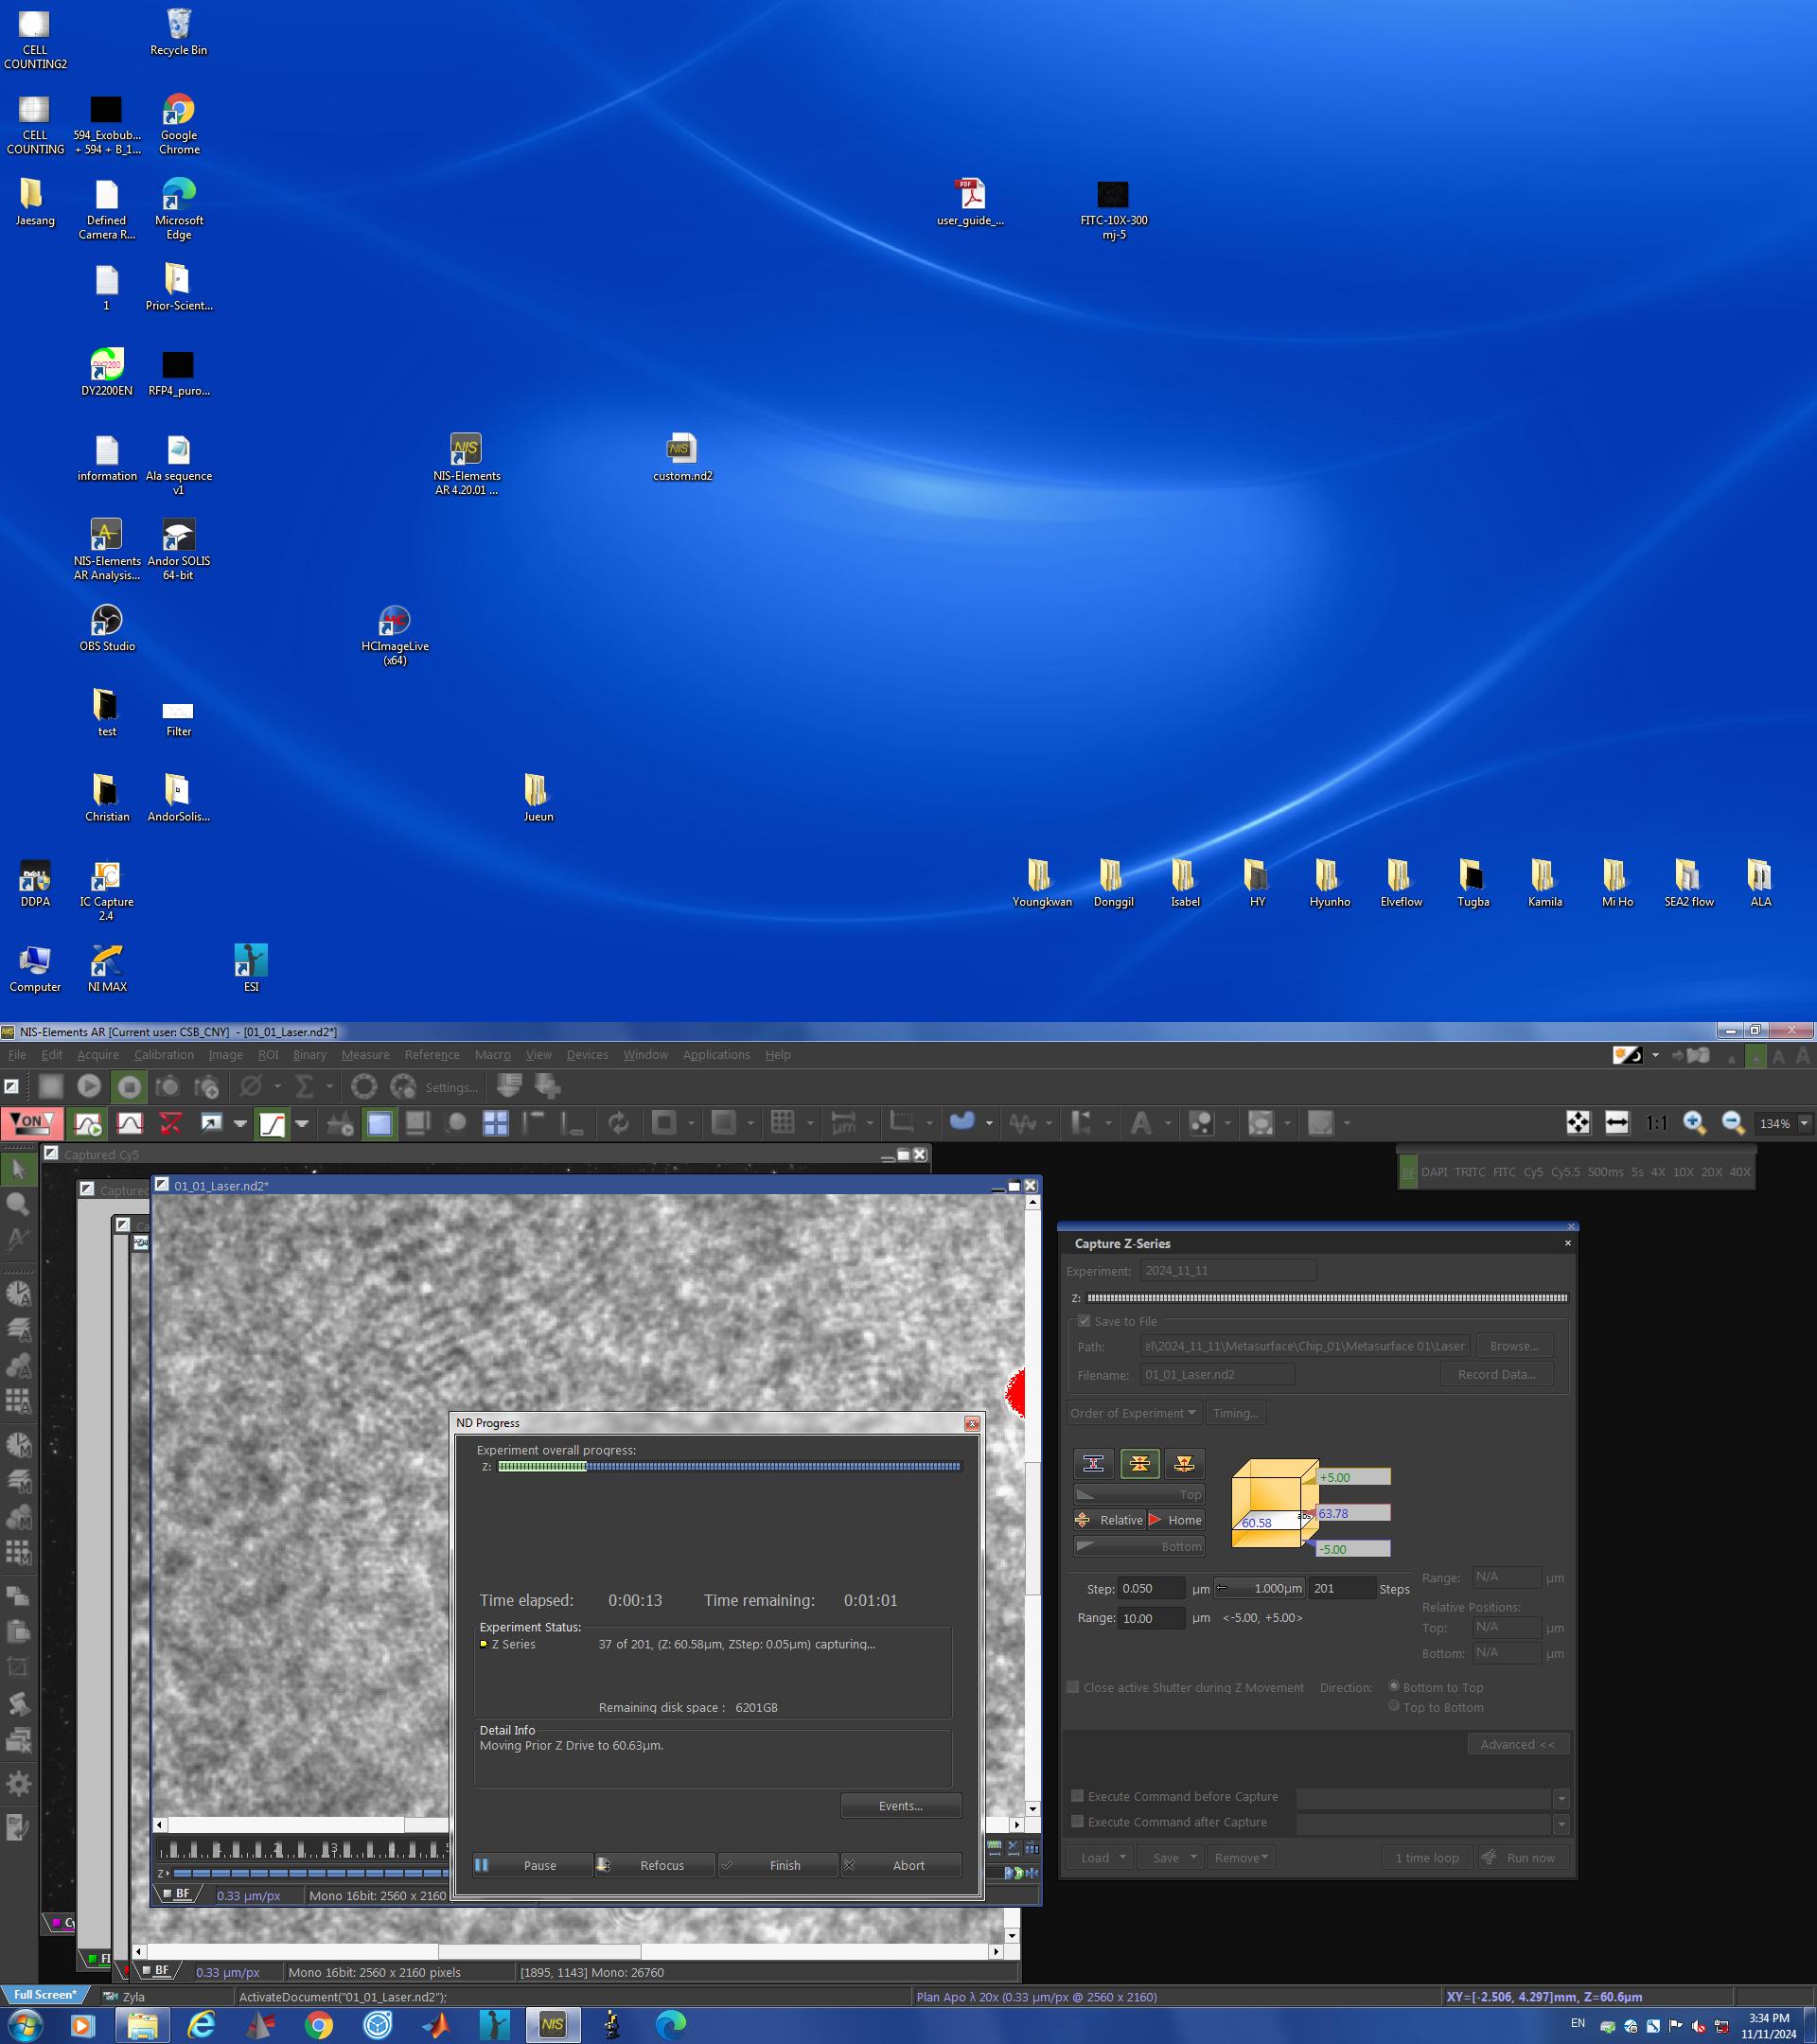 CELL
COUNTING2
Recycle Bin
CELL
COUNTING
594_Exobub...
+ 594 + B_1...
Google
Chrome
Jaesang
Defined
Camera R...
Microsoft
Edge
PDF
user_guide_...
FITC-10X-300
mj-5
1
Prior-Scient...
DY2200EN
RFP4_puro...
information
Ala sequence
v1
NIS
NIS-Elements
AR 4.20.01 ...
NIS
custom.nd2
NIS-Elements
AR Analysis...
Andor SOLIS
64-bit
OBS Studio
HC
HCImageLive
(x64)
test
Filter
Christian
AndorSolis...
Jueun
DDPA
IC Capture
2.4
Youngkwan
Donggil
Isabel
HY
Hyunho
Elveflow
Tugba
Kamila
Mi Ho
SEA2 flow
ALA
Computer
NI MAX
ESI
NIS-Elements AR [Current user: CSB_CNY] - [01_01_Laser.nd2*]
File Edit Acquire Calibration Image ROI Binary Measure Reference Macro View Devices Window Applications Help
Settings...
ON
1:1
134%
Captured Cy5
BF DAPI TRITC FITC Cy5 Cy5.5 500ms 5s 4X 10X 20X 40X
Captured
01_01_Laser.nd2*
Ca
Capture Z-Series
Experiment: 2024_11_11
Z:
Save to File
Path: el\2024_11_11\Metasurface\Chip_01\Metasurface 01\Laser Browse...
Filename: 01_01_Laser.nd2 Record Data...
Order of Experiment Timing...
Top
+5.00
Relative Home
60.58
abs
63.78
Bottom
-5.00
Step: 0.050 µm 1.000µm 201 Steps
Range: 10.00 µm <-5.00, +5.00>
Range: N/A µm
Relative Positions:
Top: N/A µm
Bottom: N/A µm
Close active Shutter during Z Movement Direction: Bottom to Top
Top to Bottom
Advanced <<
Execute Command before Capture
Execute Command after Capture
Load Save Remove 1 time loop Run now
ND Progress
Experiment overall progress:
Z:
Time elapsed: 0:00:13 Time remaining: 0:01:01
Experiment Status:
Z Series 37 of 201, (Z: 60.58µm, ZStep: 0.05µm) capturing...
Remaining disk space : 6201GB
Detail Info
Moving Prior Z Drive to 60.63µm.
Events...
Pause Refocus Finish Abort
1 2 3 4
Z
BF 0.33 µm/px Mono 16bit: 2560 x 2160
Cy
FI
BF 0.33 µm/px Mono 16bit: 2560 x 2160 pixels [1895, 1143] Mono: 26760
Full Screen* Zyla ActivateDocument("01_01_Laser.nd2"); Plan Apo λ 20x (0.33 µm/px @ 2560 x 2160) XY=[-2.506, 4.297]mm, Z=60.6µm
NIS
EN
3:34 PM
11/11/2024